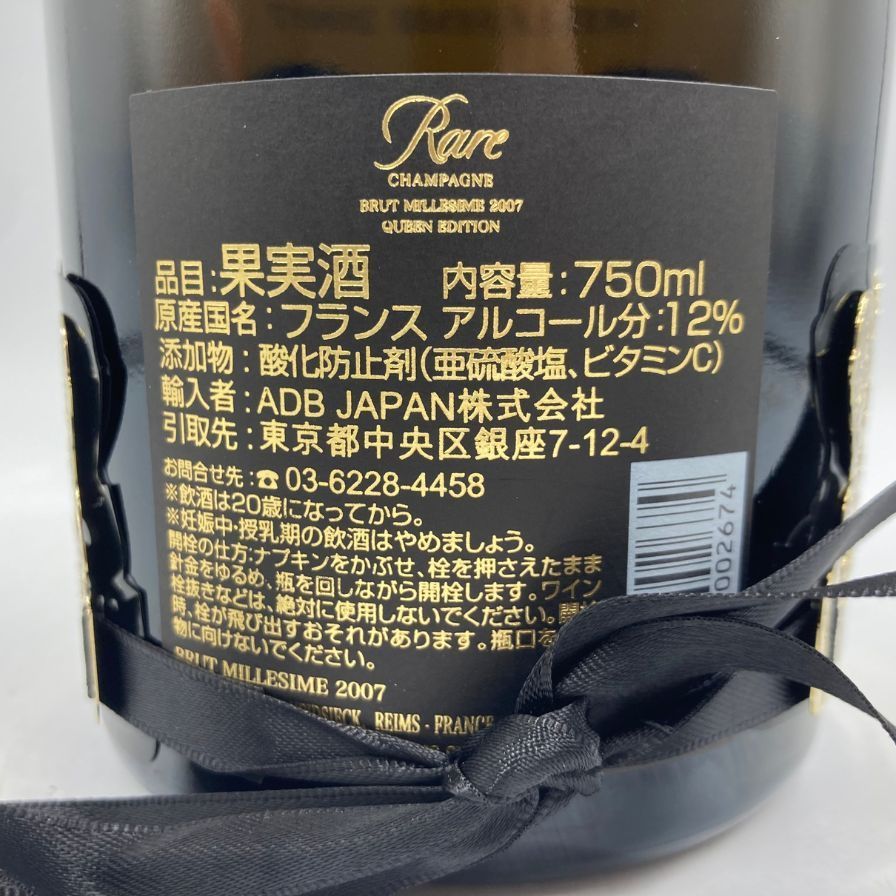 Rare
CHAMPAGNE
BRUT MILLESIME 2007
QUEEN EDITION
品目:果実酒 内容量:750ml
原産国名:フランス アルコール分:12%
添加物:酸化防止剤(亜硫酸塩、ビタミンC)
輸入者:ADB JAPAN株式会社
引取先:東京都中央区銀座7-12-4
お問合せ先:☎03-6228-4458
※飲酒は20歳になってから。
※妊娠中・授乳期の飲酒はやめましょう。
開栓の仕方:ナプキンをかぶせ、栓を押さえたまま
針金をゆるめ、瓶を回しながら開栓します。ワイン
栓抜きなどは、絶対に使用しないでください。開
時、栓が飛び出すおそれがあります。瓶口を
物に向けないでください。
002674
BRUT MILLESIME 2007
REIMS - FRANCE